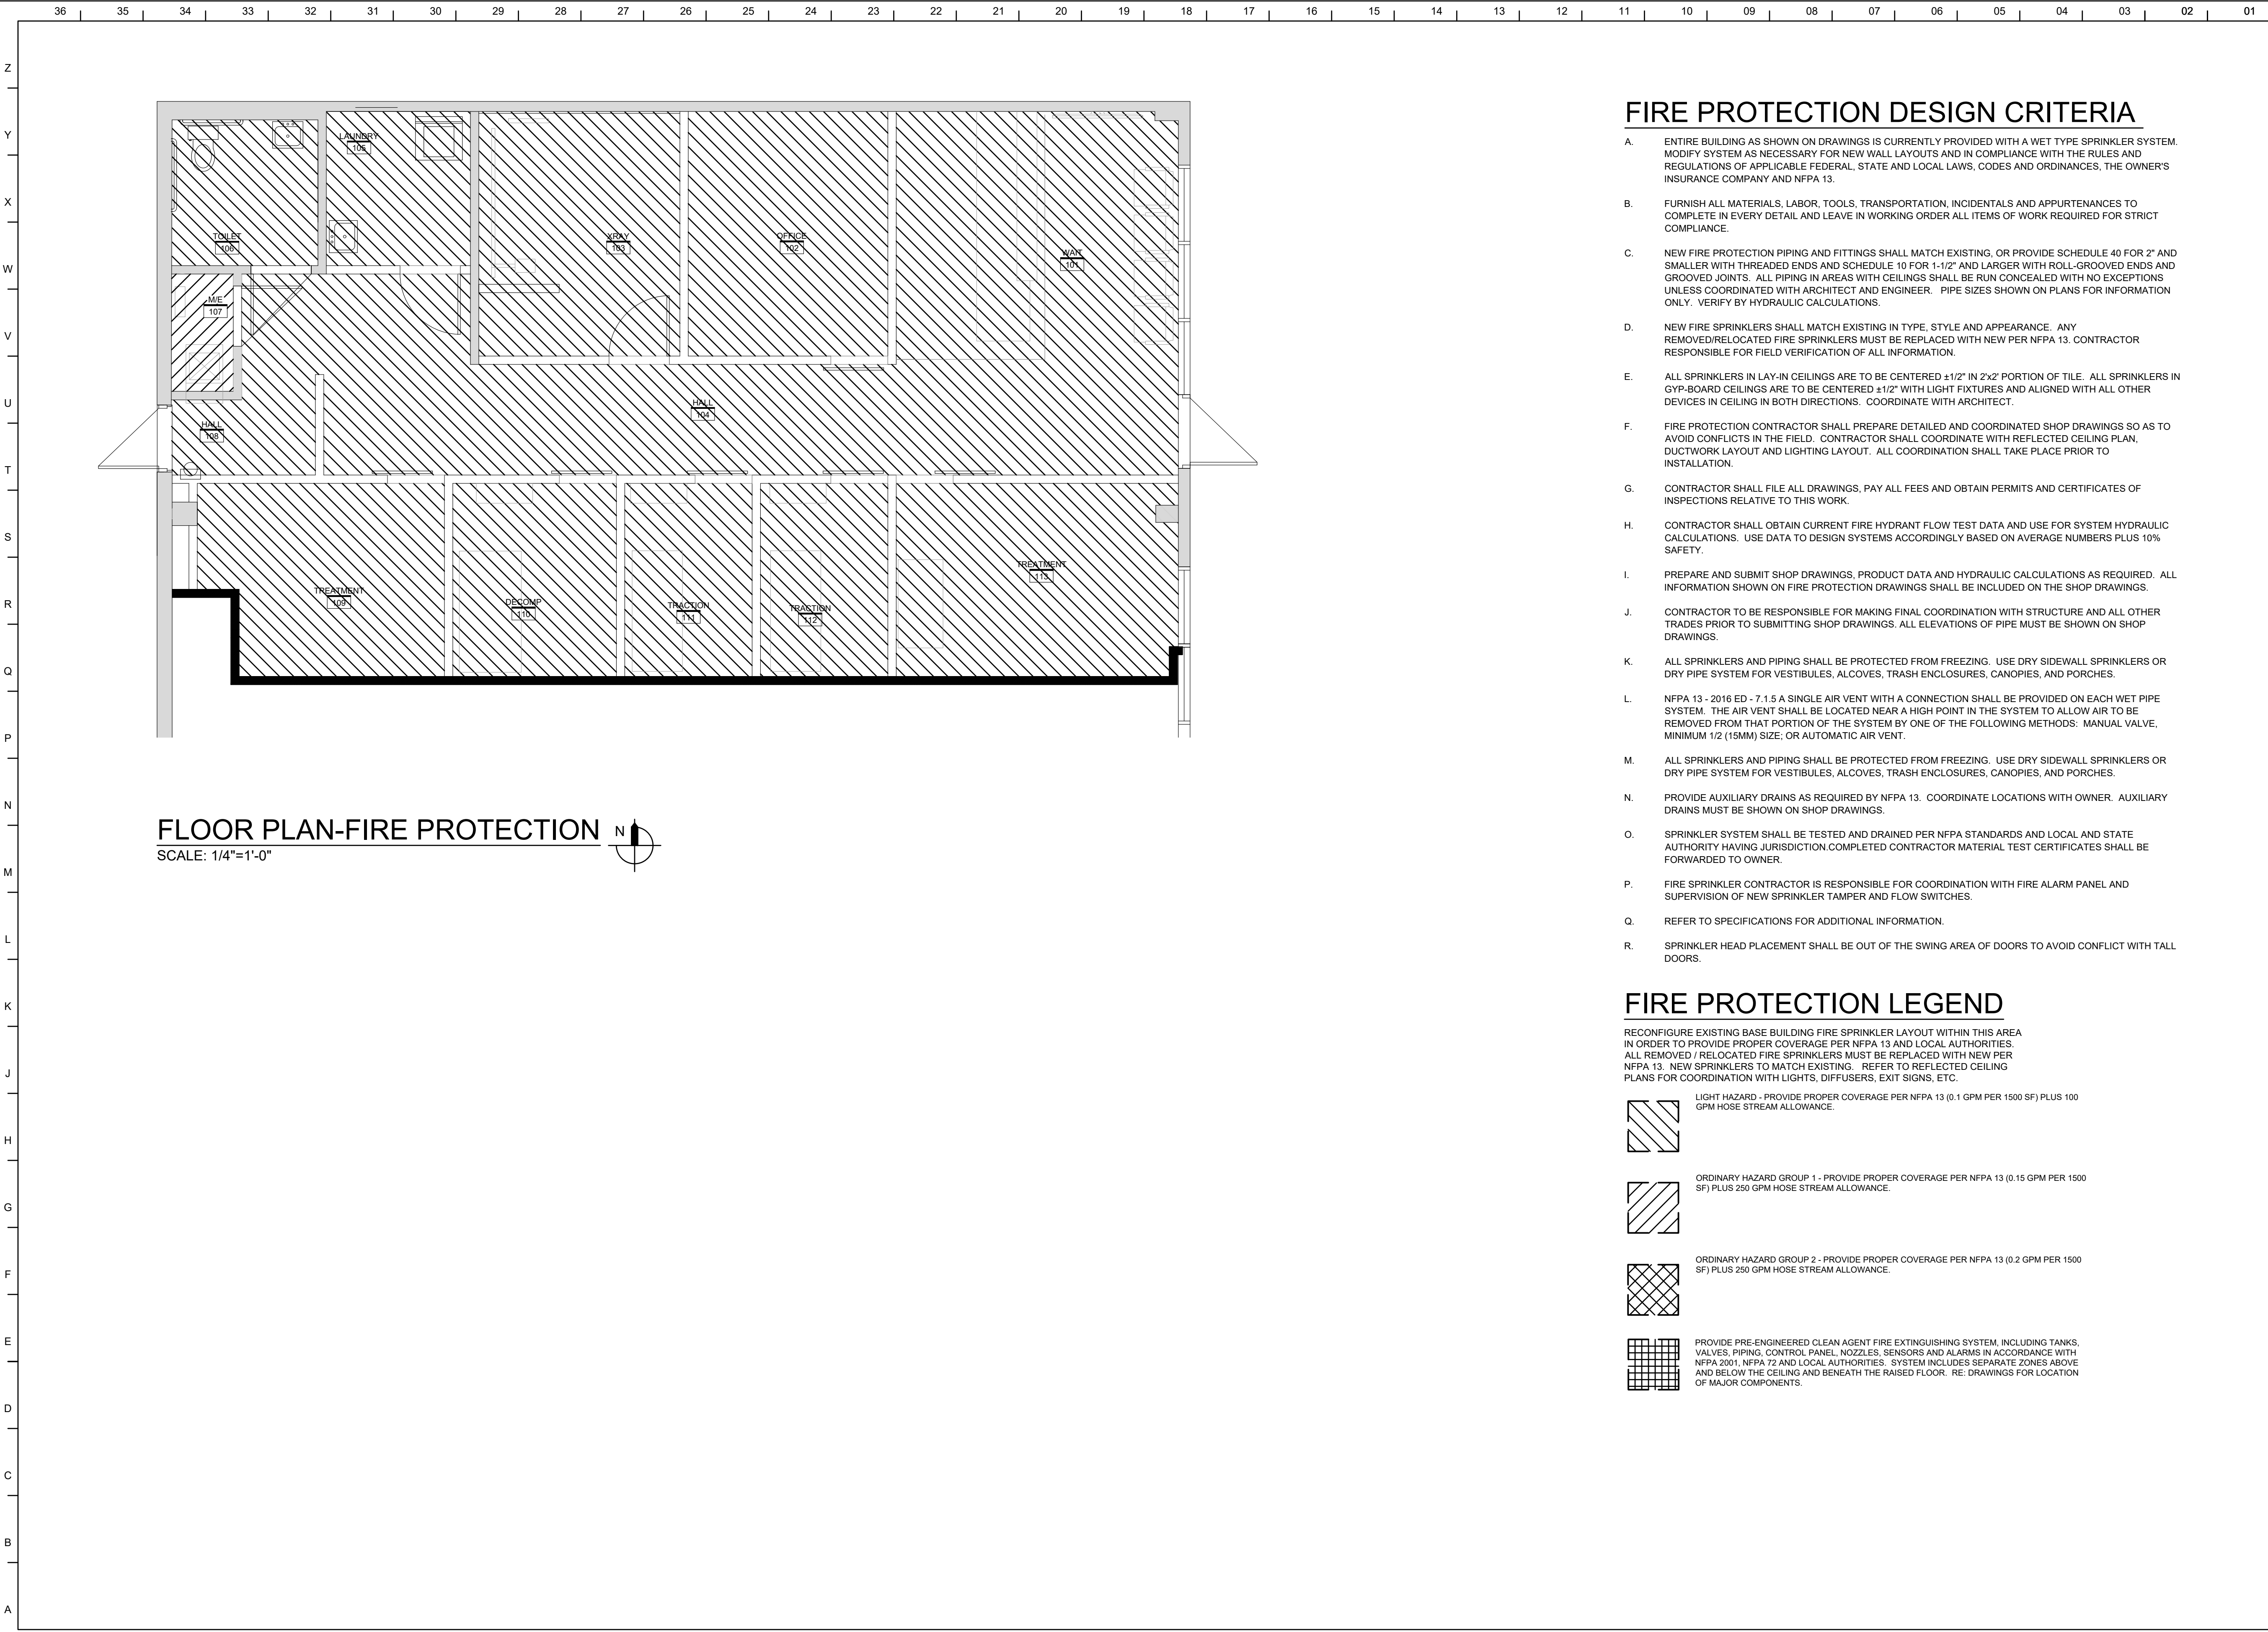 36 35 34 33 32 31 30 29 28 27 26 25 24 23 22 21 20 19 18 17 16 15 14 13 12 11 10 09 08 07 06 05 04 03 02 01
Z
Y
X
W
V
U
T
S
R
Q
P
N
M
L
K
J
H
G
F
E
D
C
B
A
LAUNDRY
105
TOILET
106
XRAY
103
OFFICE
102
WAIT
101
M/E
107
HALL
104
HALL
108
TREATMENT
109
DECOMP
110
TRACTION
111
TRACTION
112
TREATMENT
113
FLOOR PLAN-FIRE PROTECTION
N
SCALE: 1/4"=1'-0"
FIRE PROTECTION DESIGN CRITERIA
A. ENTIRE BUILDING AS SHOWN ON DRAWINGS IS CURRENTLY PROVIDED WITH A WET TYPE SPRINKLER SYSTEM.
MODIFY SYSTEM AS NECESSARY FOR NEW WALL LAYOUTS AND IN COMPLIANCE WITH THE RULES AND
REGULATIONS OF APPLICABLE FEDERAL, STATE AND LOCAL LAWS, CODES AND ORDINANCES, THE OWNER'S
INSURANCE COMPANY AND NFPA 13.
B. FURNISH ALL MATERIALS, LABOR, TOOLS, TRANSPORTATION, INCIDENTALS AND APPURTENANCES TO
COMPLETE IN EVERY DETAIL AND LEAVE IN WORKING ORDER ALL ITEMS OF WORK REQUIRED FOR STRICT
COMPLIANCE.
C. NEW FIRE PROTECTION PIPING AND FITTINGS SHALL MATCH EXISTING, OR PROVIDE SCHEDULE 40 FOR 2" AND
SMALLER WITH THREADED ENDS AND SCHEDULE 10 FOR 1-1/2" AND LARGER WITH ROLL-GROOVED ENDS AND
GROOVED JOINTS. ALL PIPING IN AREAS WITH CEILINGS SHALL BE RUN CONCEALED WITH NO EXCEPTIONS
UNLESS COORDINATED WITH ARCHITECT AND ENGINEER. PIPE SIZES SHOWN ON PLANS FOR INFORMATION
ONLY. VERIFY BY HYDRAULIC CALCULATIONS.
D. NEW FIRE SPRINKLERS SHALL MATCH EXISTING IN TYPE, STYLE AND APPEARANCE. ANY
REMOVED/RELOCATED FIRE SPRINKLERS MUST BE REPLACED WITH NEW PER NFPA 13. CONTRACTOR
RESPONSIBLE FOR FIELD VERIFICATION OF ALL INFORMATION.
E. ALL SPRINKLERS IN LAY-IN CEILINGS ARE TO BE CENTERED ±1/2" IN 2'x2' PORTION OF TILE. ALL SPRINKLERS IN
GYP-BOARD CEILINGS ARE TO BE CENTERED ±1/2" WITH LIGHT FIXTURES AND ALIGNED WITH ALL OTHER
DEVICES IN CEILING IN BOTH DIRECTIONS. COORDINATE WITH ARCHITECT.
F. FIRE PROTECTION CONTRACTOR SHALL PREPARE DETAILED AND COORDINATED SHOP DRAWINGS SO AS TO
AVOID CONFLICTS IN THE FIELD. CONTRACTOR SHALL COORDINATE WITH REFLECTED CEILING PLAN,
DUCTWORK LAYOUT AND LIGHTING LAYOUT. ALL COORDINATION SHALL TAKE PLACE PRIOR TO
INSTALLATION.
G. CONTRACTOR SHALL FILE ALL DRAWINGS, PAY ALL FEES AND OBTAIN PERMITS AND CERTIFICATES OF
INSPECTIONS RELATIVE TO THIS WORK.
H. CONTRACTOR SHALL OBTAIN CURRENT FIRE HYDRANT FLOW TEST DATA AND USE FOR SYSTEM HYDRAULIC
CALCULATIONS. USE DATA TO DESIGN SYSTEMS ACCORDINGLY BASED ON AVERAGE NUMBERS PLUS 10%
SAFETY.
I. PREPARE AND SUBMIT SHOP DRAWINGS, PRODUCT DATA AND HYDRAULIC CALCULATIONS AS REQUIRED. ALL
INFORMATION SHOWN ON FIRE PROTECTION DRAWINGS SHALL BE INCLUDED ON THE SHOP DRAWINGS.
J. CONTRACTOR TO BE RESPONSIBLE FOR MAKING FINAL COORDINATION WITH STRUCTURE AND ALL OTHER
TRADES PRIOR TO SUBMITTING SHOP DRAWINGS. ALL ELEVATIONS OF PIPE MUST BE SHOWN ON SHOP
DRAWINGS.
K. ALL SPRINKLERS AND PIPING SHALL BE PROTECTED FROM FREEZING. USE DRY SIDEWALL SPRINKLERS OR
DRY PIPE SYSTEM FOR VESTIBULES, ALCOVES, TRASH ENCLOSURES, CANOPIES, AND PORCHES.
L. NFPA 13 - 2016 ED - 7.1.5 A SINGLE AIR VENT WITH A CONNECTION SHALL BE PROVIDED ON EACH WET PIPE
SYSTEM. THE AIR VENT SHALL BE LOCATED NEAR A HIGH POINT IN THE SYSTEM TO ALLOW AIR TO BE
REMOVED FROM THAT PORTION OF THE SYSTEM BY ONE OF THE FOLLOWING METHODS: MANUAL VALVE,
MINIMUM 1/2 (15MM) SIZE; OR AUTOMATIC AIR VENT.
M. ALL SPRINKLERS AND PIPING SHALL BE PROTECTED FROM FREEZING. USE DRY SIDEWALL SPRINKLERS OR
DRY PIPE SYSTEM FOR VESTIBULES, ALCOVES, TRASH ENCLOSURES, CANOPIES, AND PORCHES.
N. PROVIDE AUXILIARY DRAINS AS REQUIRED BY NFPA 13. COORDINATE LOCATIONS WITH OWNER. AUXILIARY
DRAINS MUST BE SHOWN ON SHOP DRAWINGS.
O. SPRINKLER SYSTEM SHALL BE TESTED AND DRAINED PER NFPA STANDARDS AND LOCAL AND STATE
AUTHORITY HAVING JURISDICTION.COMPLETED CONTRACTOR MATERIAL TEST CERTIFICATES SHALL BE
FORWARDED TO OWNER.
P. FIRE SPRINKLER CONTRACTOR IS RESPONSIBLE FOR COORDINATION WITH FIRE ALARM PANEL AND
SUPERVISION OF NEW SPRINKLER TAMPER AND FLOW SWITCHES.
Q. REFER TO SPECIFICATIONS FOR ADDITIONAL INFORMATION.
R. SPRINKLER HEAD PLACEMENT SHALL BE OUT OF THE SWING AREA OF DOORS TO AVOID CONFLICT WITH TALL
DOORS.
FIRE PROTECTION LEGEND
RECONFIGURE EXISTING BASE BUILDING FIRE SPRINKLER LAYOUT WITHIN THIS AREA
IN ORDER TO PROVIDE PROPER COVERAGE PER NFPA 13 AND LOCAL AUTHORITIES.
ALL REMOVED / RELOCATED FIRE SPRINKLERS MUST BE REPLACED WITH NEW PER
NFPA 13. NEW SPRINKLERS TO MATCH EXISTING. REFER TO REFLECTED CEILING
PLANS FOR COORDINATION WITH LIGHTS, DIFFUSERS, EXIT SIGNS, ETC.
LIGHT HAZARD - PROVIDE PROPER COVERAGE PER NFPA 13 (0.1 GPM PER 1500 SF) PLUS 100
GPM HOSE STREAM ALLOWANCE.
ORDINARY HAZARD GROUP 1 - PROVIDE PROPER COVERAGE PER NFPA 13 (0.15 GPM PER 1500
SF) PLUS 250 GPM HOSE STREAM ALLOWANCE.
ORDINARY HAZARD GROUP 2 - PROVIDE PROPER COVERAGE PER NFPA 13 (0.2 GPM PER 1500
SF) PLUS 250 GPM HOSE STREAM ALLOWANCE.
PROVIDE PRE-ENGINEERED CLEAN AGENT FIRE EXTINGUISHING SYSTEM, INCLUDING TANKS,
VALVES, PIPING, CONTROL PANEL, NOZZLES, SENSORS AND ALARMS IN ACCORDANCE WITH
NFPA 2001, NFPA 72 AND LOCAL AUTHORITIES. SYSTEM INCLUDES SEPARATE ZONES ABOVE
AND BELOW THE CEILING AND BENEATH THE RAISED FLOOR. RE: DRAWINGS FOR LOCATION
OF MAJOR COMPONENTS.